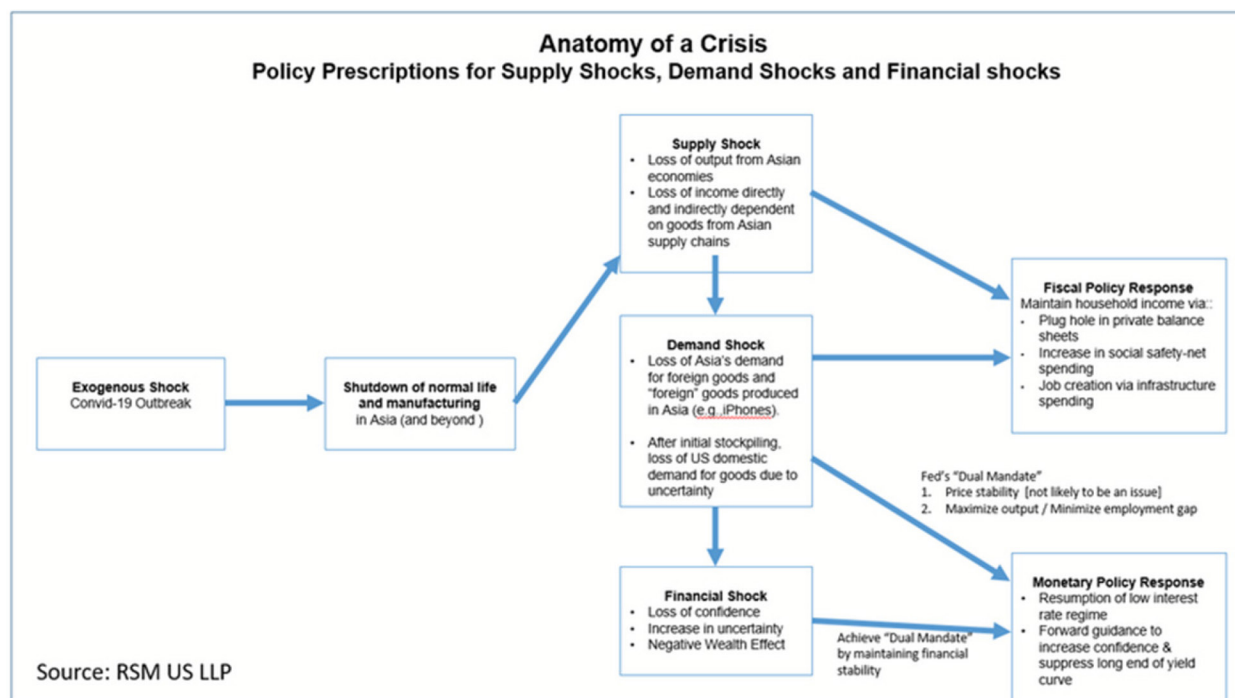 Anatomy of a Crisis
Policy Prescriptions for Supply Shocks, Demand Shocks and Financial shocks
Exogenous Shock
Convid-19 Outbreak
Shutdown of normal life
and manufacturing
in Asia (and beyond )
Supply Shock
• Loss of output from Asian
economies
• Loss of income directly
and indirectly dependent
on goods from Asian
supply chains
Demand Shock
• Loss of Asia's demand
for foreign goods and
"foreign" goods produced
in Asia (e.g.,iPhones).
• After initial stockpiling,
loss of US domestic
demand for goods due to
uncertainty
Financial Shock
• Loss of confidence
• Increase in uncertainty
• Negative Wealth Effect
Fiscal Policy Response
Maintain household income via::
• Plug hole in private balance
sheets
• Increase in social safety-net
spending
• Job creation via infrastructure
spending
Fed's "Dual Mandate"
1. Price stability [not likely to be an issue]
2. Maximize output / Minimize employment gap
Monetary Policy Response
• Resumption of low interest
rate regime
• Forward guidance to
increase confidence &
suppress long end of yield
curve
Achieve "Dual Mandate"
by maintaining financial
stability
Source: RSM US LLP